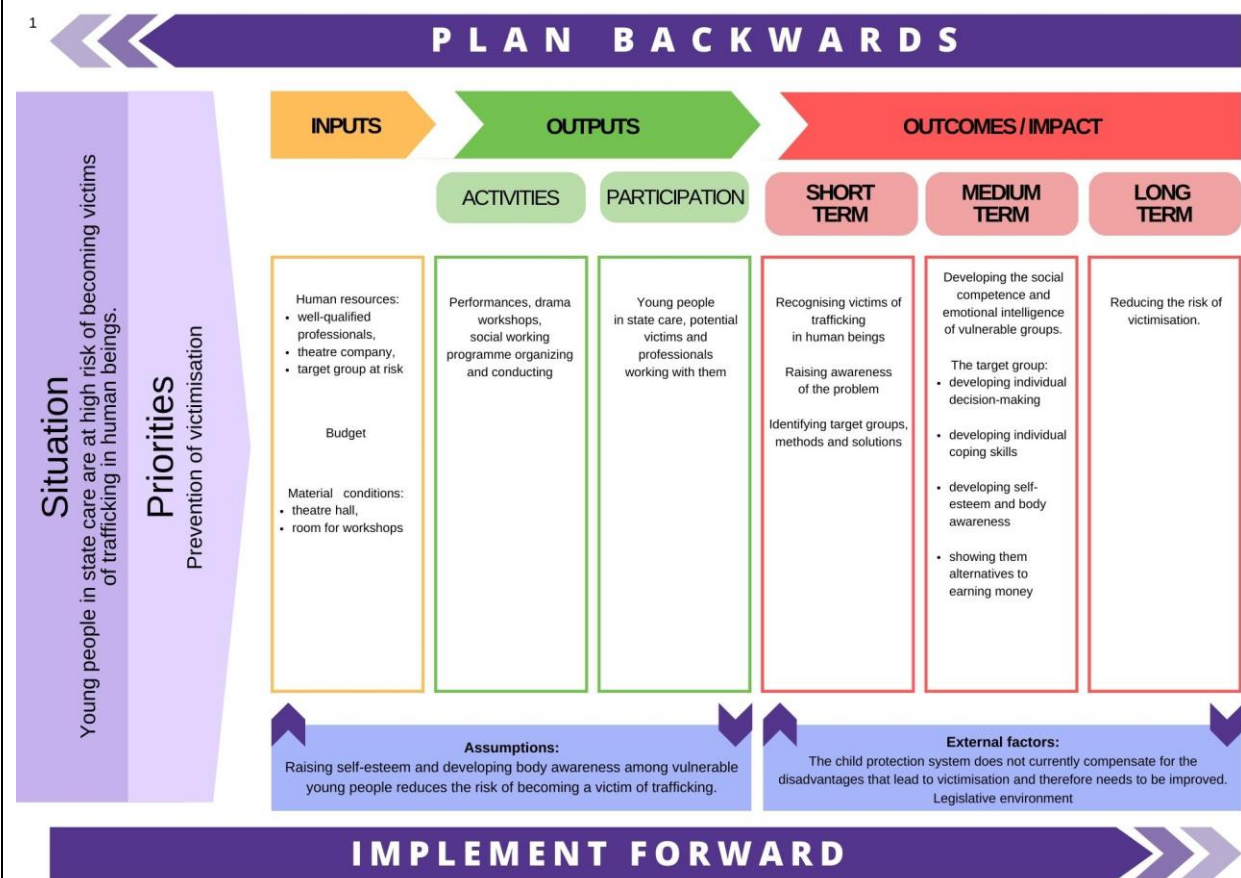 1
PLAN BACKWARDS
Situation
Young people in state care are at high risk of becoming victims
of trafficking in human beings.
Priorities
Prevention of victimisation
INPUTS
OUTPUTS
OUTCOMES / IMPACT
ACTIVITIES
PARTICIPATION
SHORT
TERM
MEDIUM
TERM
LONG
TERM
Human resources:
• well-qualified
professionals,
• theatre company,
• target group at risk
Budget
Material conditions:
• theatre hall,
• room for workshops
Performances, drama
workshops,
social working
programme organizing
and conducting
Young people
in state care, potential
victims and
professionals
working with them
Recognising victims of
trafficking
in human beings
Raising awareness
of the problem
Identifying target groups,
methods and solutions
Developing the social
competence and
emotional intelligence
of vulnerable groups.
The target group:
• developing individual
decision-making
• developing individual
coping skills
• developing self-
esteem and body
awareness
• showing them
alternatives to
earning money
Reducing the risk of
victimisation.
Assumptions:
Raising self-esteem and developing body awareness among vulnerable
young people reduces the risk of becoming a victim of trafficking.
External factors:
The child protection system does not currently compensate for the
disadvantages that lead to victimisation and therefore needs to be improved.
Legislative environment
IMPLEMENT FORWARD